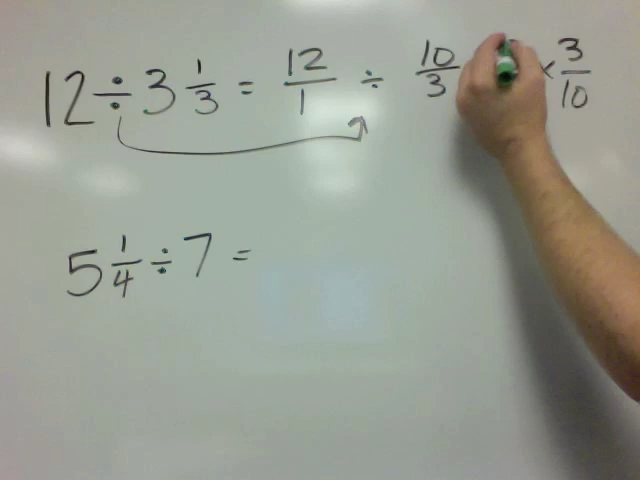 12 ÷ 3 1/3 = 12/1 ÷ 10/3 × 3/10
5 1/4 ÷ 7 =